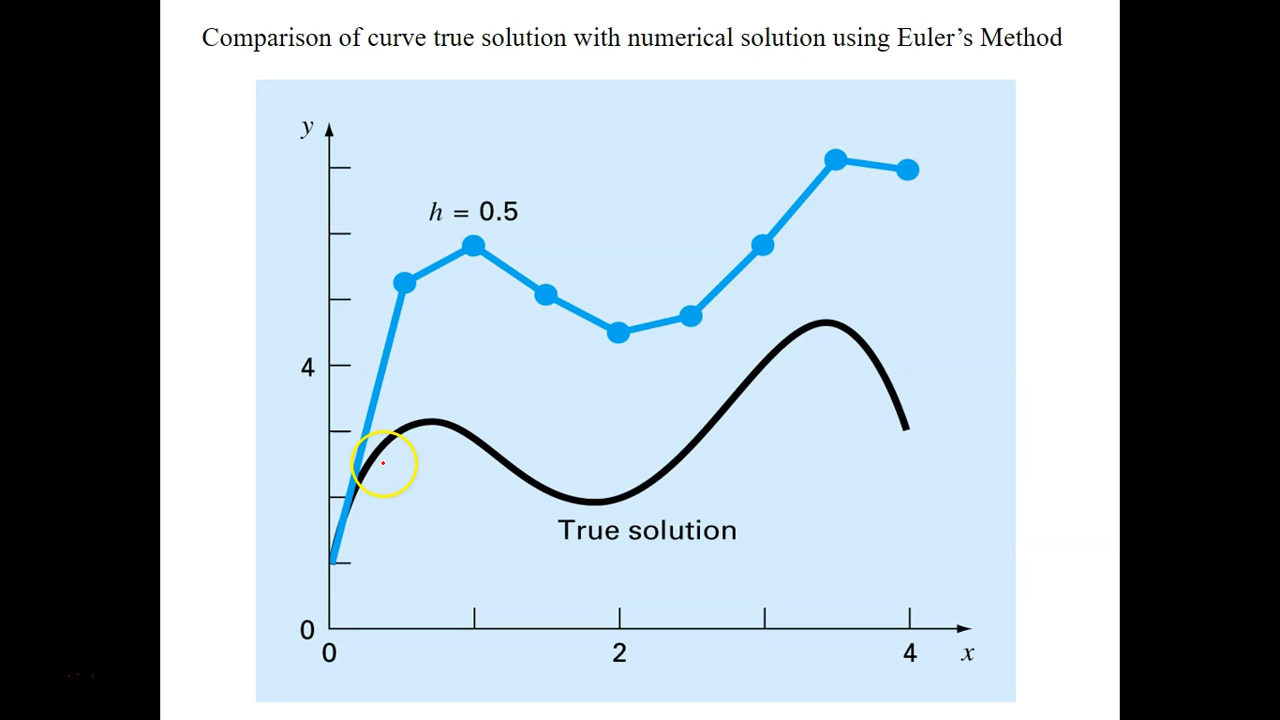 Comparison of curve true solution with numerical solution using Euler’s Method
y
h = 0.5
4
True solution
0
0 2 4 x